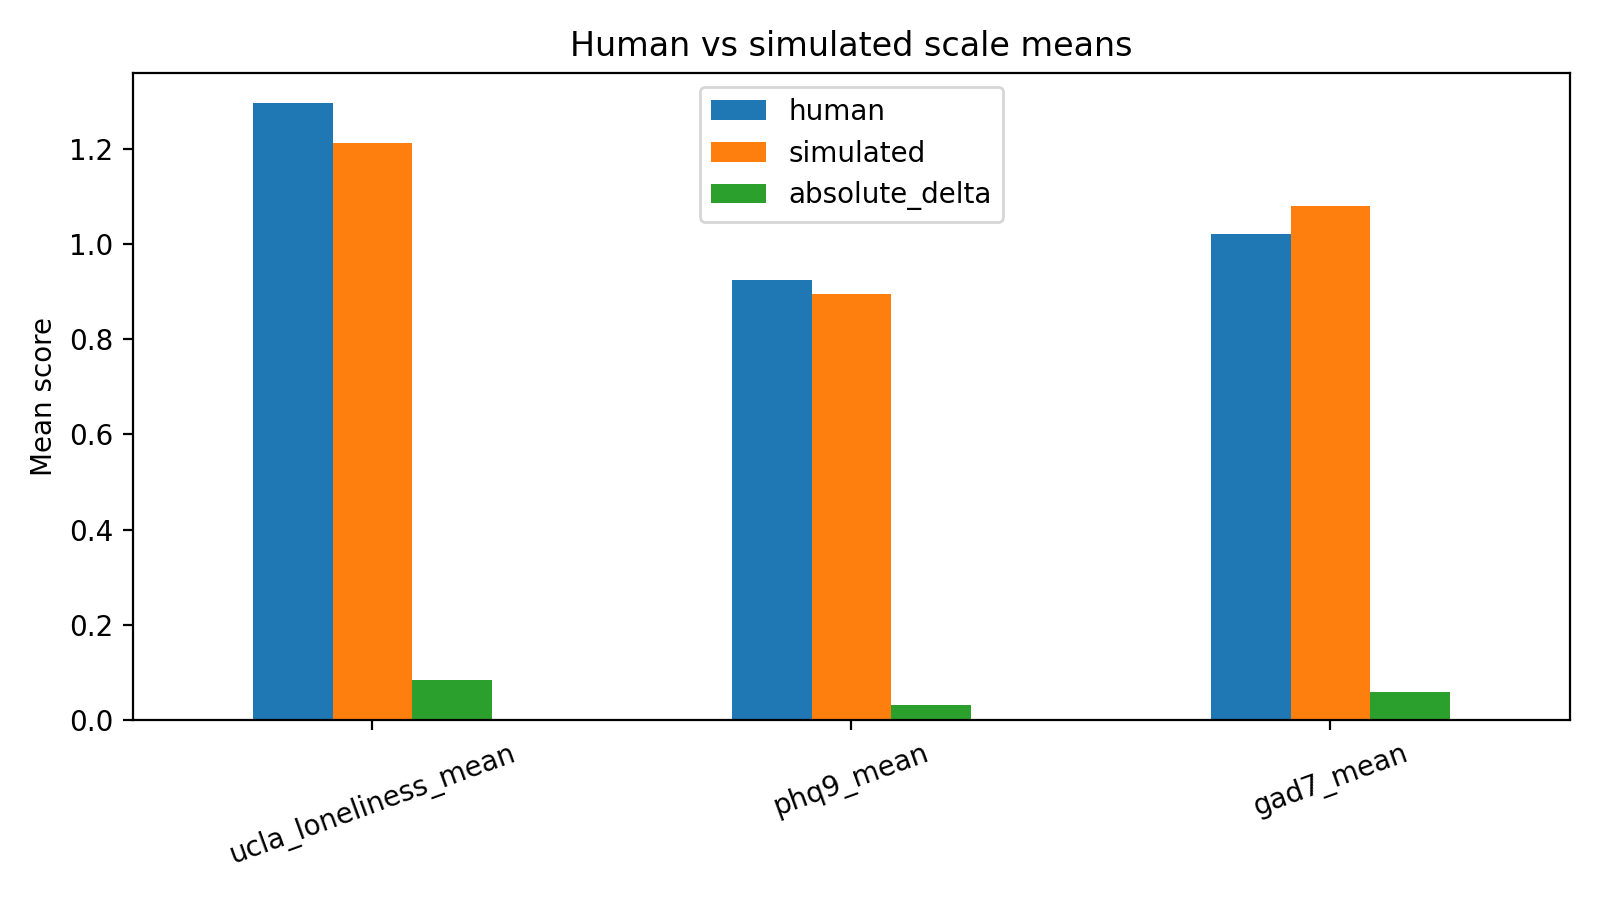 Human vs simulated scale means
human
simulated
absolute_delta
Mean score
1.2
1.0
0.8
0.6
0.4
0.2
0.0
ucla_loneliness_mean
phq9_mean
gad7_mean